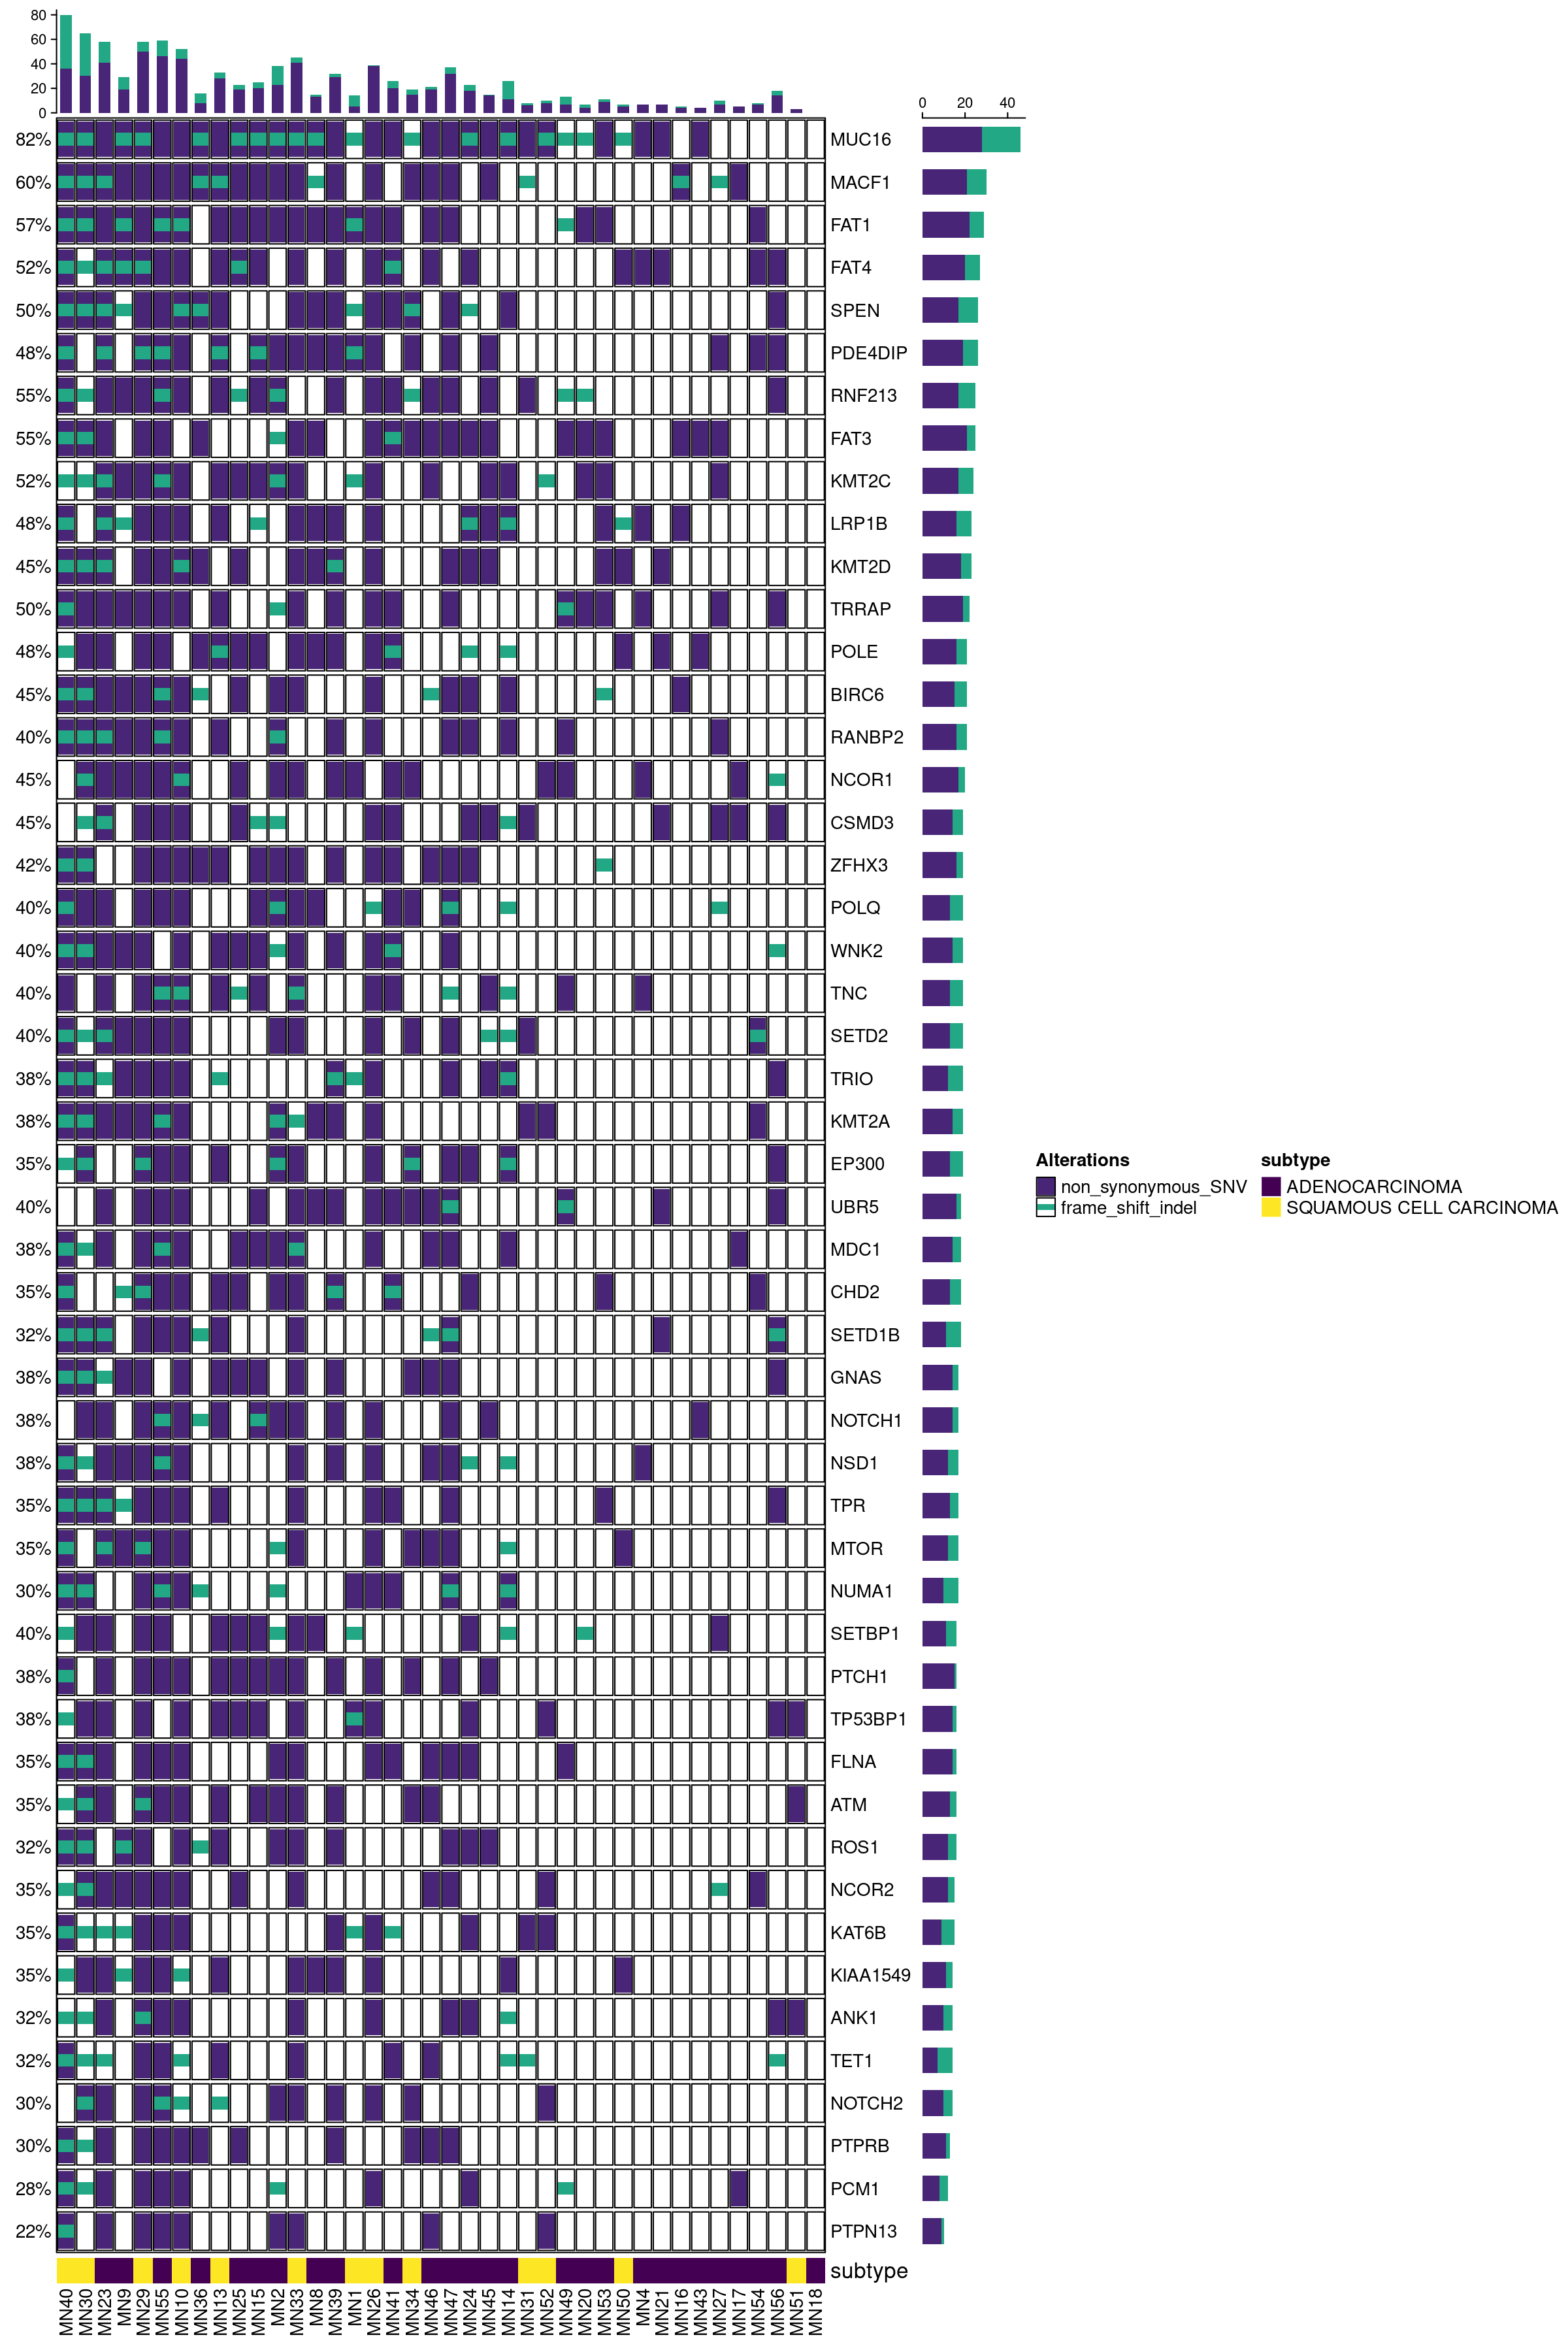 80
60
40
20
0
0 20 40
82% MUC16
60% MACF1
57% FAT1
52% FAT4
50% SPEN
48% PDE4DIP
55% RNF213
55% FAT3
52% KMT2C
48% LRP1B
45% KMT2D
50% TRRAP
48% POLE
45% BIRC6
40% RANBP2
45% NCOR1
45% CSMD3
42% ZFHX3
40% POLQ
40% WNK2
40% TNC
40% SETD2
38% TRIO
38% KMT2A
35% EP300
Alterations subtype
non_synonymous_SNV ADENOCARCINOMA
frame_shift_indel SQUAMOUS CELL CARCINOMA
40% UBR5
38% MDC1
35% CHD2
32% SETD1B
38% GNAS
38% NOTCH1
38% NSD1
35% TPR
35% MTOR
30% NUMA1
40% SETBP1
38% PTCH1
38% TP53BP1
35% FLNA
35% ATM
32% ROS1
35% NCOR2
35% KAT6B
35% KIAA1549
32% ANK1
32% TET1
30% NOTCH2
30% PTPRB
28% PCM1
22% PTPN13
subtype
MN40 MN30 MN23 MN9 MN29 MN55 MN10 MN36 MN13 MN25 MN15 MN2 MN33 MN8 MN39 MN1 MN26 MN41 MN34 MN46 MN47 MN24 MN45 MN14 MN31 MN52 MN49 MN20 MN53 MN50 MN4 MN21 MN16 MN43 MN27 MN17 MN54 MN56 MN51 MN18